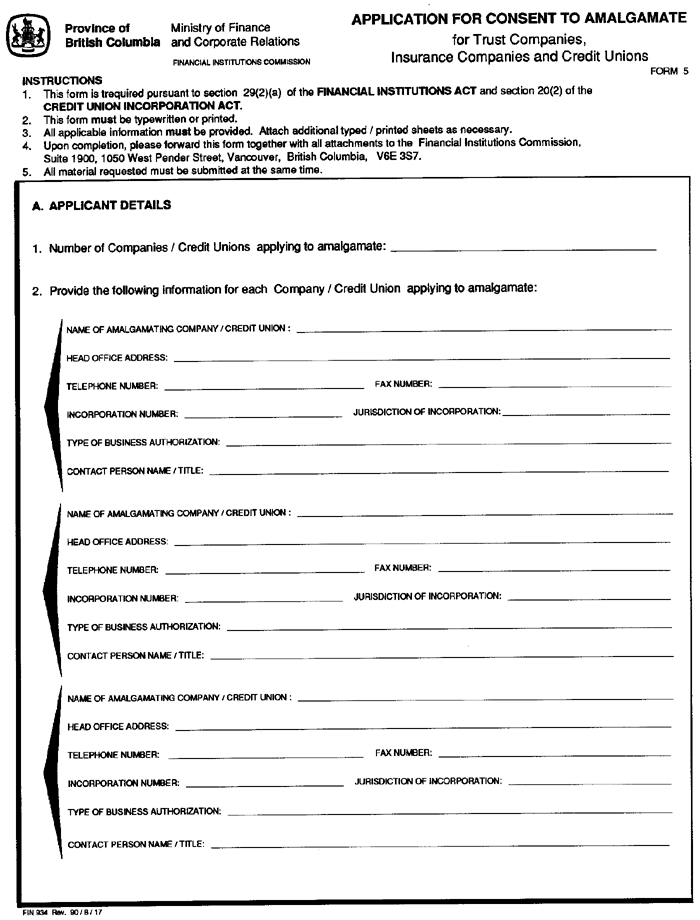 Province of British Columbia
Ministry of Finance and Corporate Relations
FINANCIAL INSTITUTIONS COMMISSION
APPLICATION FOR CONSENT TO AMALGAMATE
for Trust Companies,
Insurance Companies and Credit Unions
FORM 5
INSTRUCTIONS
1. This form is trequired pursuant to section 29(2)(a) of the FINANCIAL INSTITUTIONS ACT and section 20(2) of the
CREDIT UNION INCORPORATION ACT.
2. This form must be typewritten or printed.
3. All applicable information must be provided. Attach additional typed / printed sheets as necessary.
4. Upon completion, please forward this form together with all attachments to the Financial Institutions Commission,
Suite 1900, 1050 West Pender Street, Vancouver, British Columbia, V6E 3S7.
5. All material requested must be submitted at the same time.
A. APPLICANT DETAILS
1. Number of Companies / Credit Unions applying to amalgamate:
2. Provide the following information for each Company / Credit Union applying to amalgamate:
NAME OF AMALGAMATING COMPANY / CREDIT UNION :
HEAD OFFICE ADDRESS:
TELEPHONE NUMBER: FAX NUMBER:
INCORPORATION NUMBER: JURISDICTION OF INCORPORATION:
TYPE OF BUSINESS AUTHORIZATION:
CONTACT PERSON NAME / TITLE:
NAME OF AMALGAMATING COMPANY / CREDIT UNION :
HEAD OFFICE ADDRESS:
TELEPHONE NUMBER: FAX NUMBER:
INCORPORATION NUMBER: JURISDICTION OF INCORPORATION:
TYPE OF BUSINESS AUTHORIZATION:
CONTACT PERSON NAME / TITLE:
NAME OF AMALGAMATING COMPANY / CREDIT UNION :
HEAD OFFICE ADDRESS:
TELEPHONE NUMBER: FAX NUMBER:
INCORPORATION NUMBER: JURISDICTION OF INCORPORATION:
TYPE OF BUSINESS AUTHORIZATION:
CONTACT PERSON NAME / TITLE:
FIN 934 Rev. 90 / 8 / 17